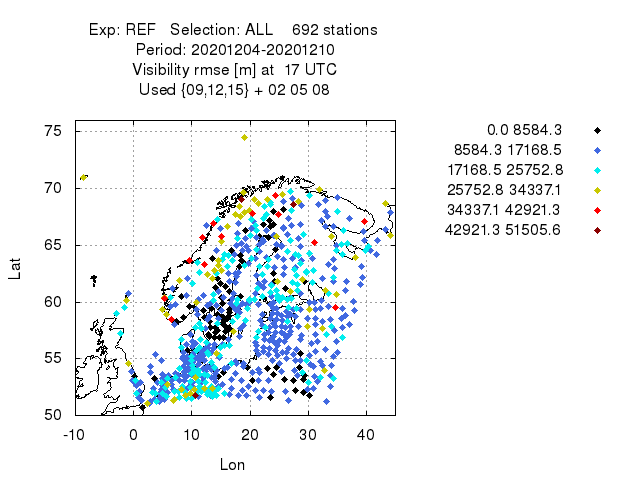 Exp: REF   Selection: ALL    692 stations
Period: 20201204-20201210
Visibility rmse [m] at  17 UTC
Used {09,12,15} + 02 05 08
0.0 8584.3
8584.3 17168.5
17168.5 25752.8
25752.8 34337.1
34337.1 42921.3
42921.3 51505.6
75
70
65
60
55
50
Lat
-10 0 10 20 30 40
Lon